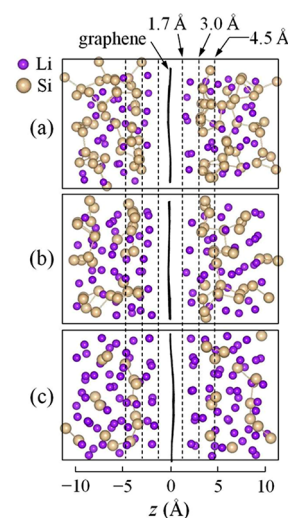 1.7 Å
graphene
3.0 Å
4.5 Å
Li
Si
(a)
(b)
(c)
−10 −5 0 5 10
z (Å)